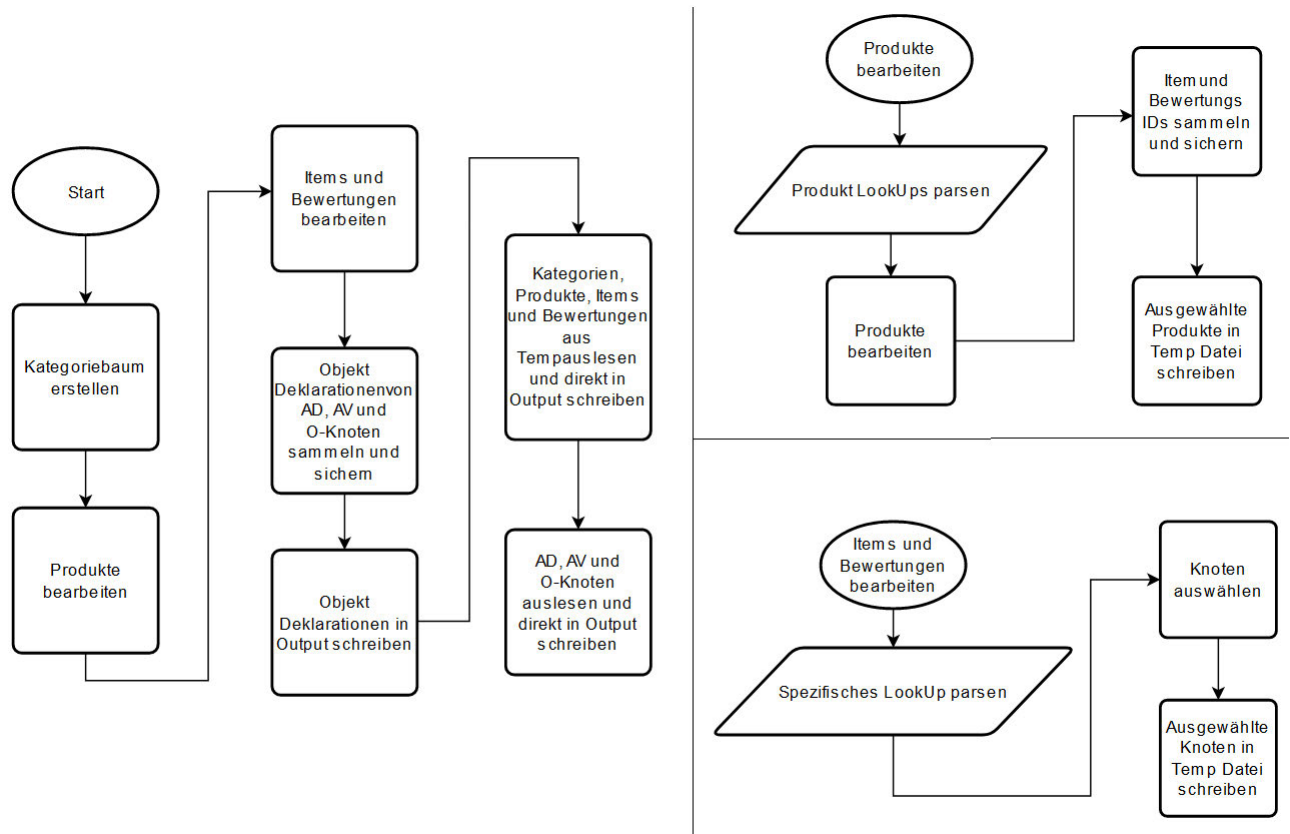 Start
Kategoriebaum
erstellen
Produkte
bearbeiten
Items und
Bewertungen
bearbeiten
Objekt
Deklarationenvon
AD, AV und
O-Knoten
sammeln und
sichern
Objekt
Deklarationen in
Output schreiben
Kategorien,
Produkte, Items
und Bewertungen
aus
Tempauslesen
und direkt in
Output schreiben
AD, AV und
O-Knoten
auslesen und
direkt in Output
schreiben
Produkte
bearbeiten
Produkt LookUps parsen
Produkte
bearbeiten
Item und
Bewertungs
IDs sammeln
und sichern
Ausgewählte
Produkte in
Temp Datei
schreiben
Items und
Bewertungen
bearbeiten
Spezifisches LookUp parsen
Knoten
auswählen
Ausgewählte
Knoten in
Temp Datei
schreiben